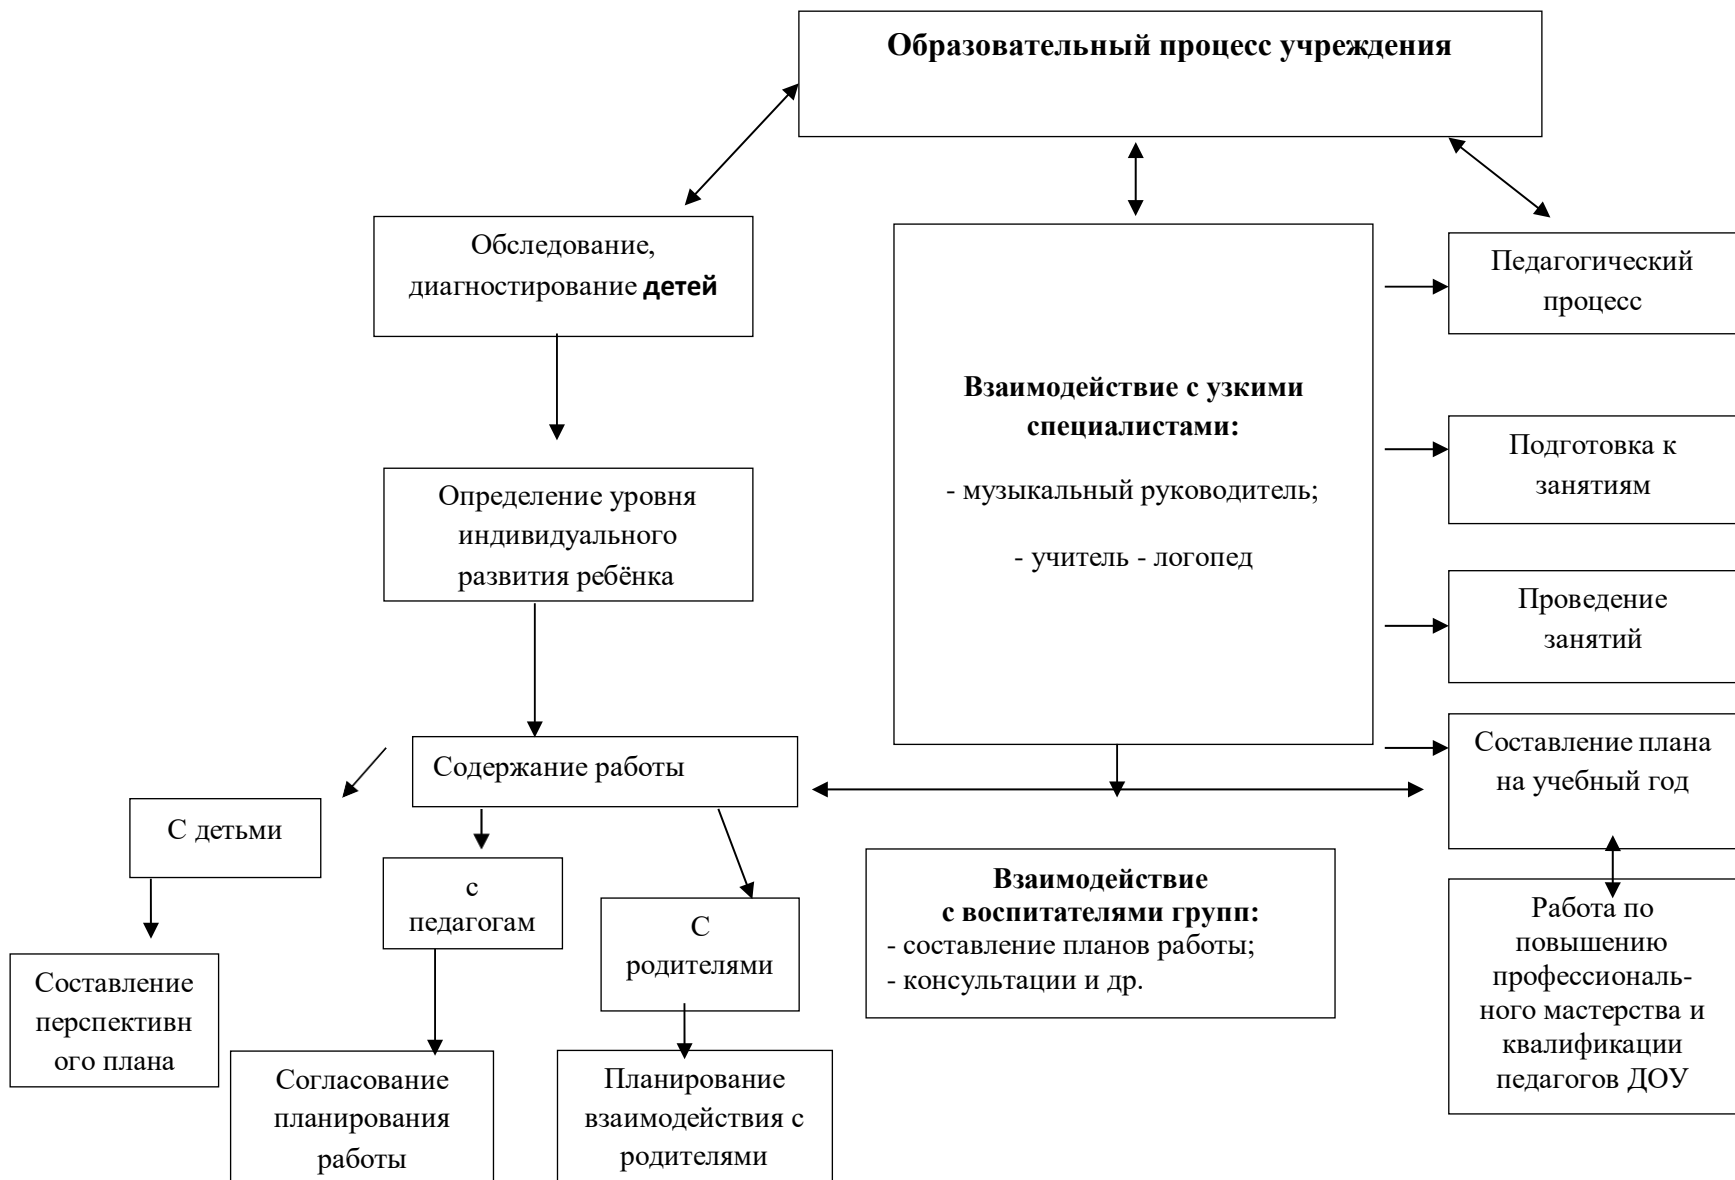 Образовательный процесс учреждения
Обследование,
диагностирование детей
Педагогический
процесс
Взаимодействие с узкими
специалистами:
- музыкальный руководитель;
- учитель - логопед
Подготовка к
занятиям
Определение уровня
индивидуального
развития ребёнка
Проведение
занятий
Содержание работы
Составление плана
на учебный год
С детьми
с
педагогам
С
родителями
Взаимодействие
с воспитателями групп:
- составление планов работы;
- консультации и др.
Работа по
повышению
профессиональ-
ного мастерства и
квалификации
педагогов ДОУ
Составление
перспективн
ого плана
Согласование
планирования
работы
Планирование
взаимодействия с
родителями